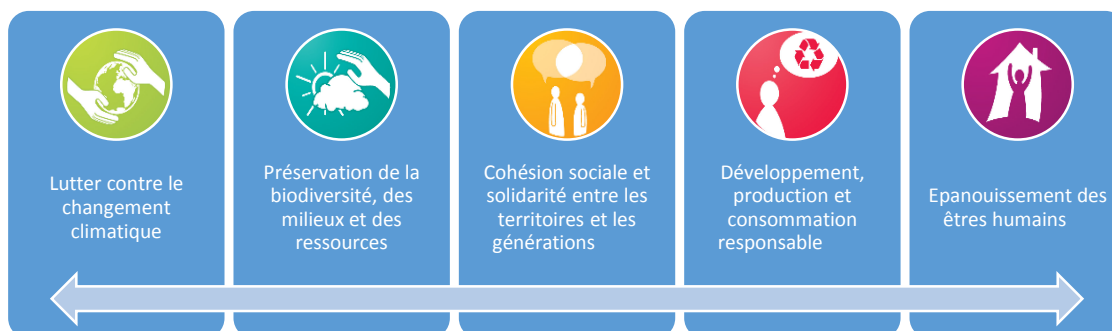 Lutter contre le
changement
climatique
Préservation de la
biodiversité, des
milieux et des
ressources
Cohésion sociale et
solidarité entre les
territoires et les
générations
Développement,
production et
consommation
responsable
Epanouissement des
êtres humains